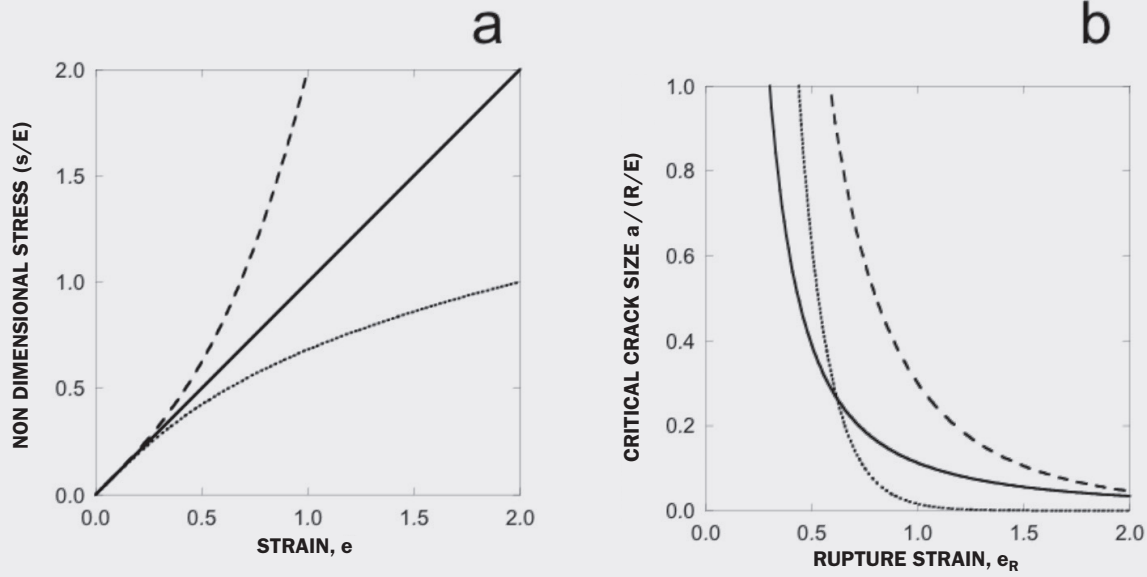 a
NON DIMENSIONAL STRESS (s/E)
2.0
1.5
1.0
0.5
0.0
0.0 0.5 1.0 1.5 2.0
STRAIN, e
b
CRITICAL CRACK SIZE a/(R/E)
1.0
0.8
0.6
0.4
0.2
0.0
0.0 0.5 1.0 1.5 2.0
RUPTURE STRAIN, eR